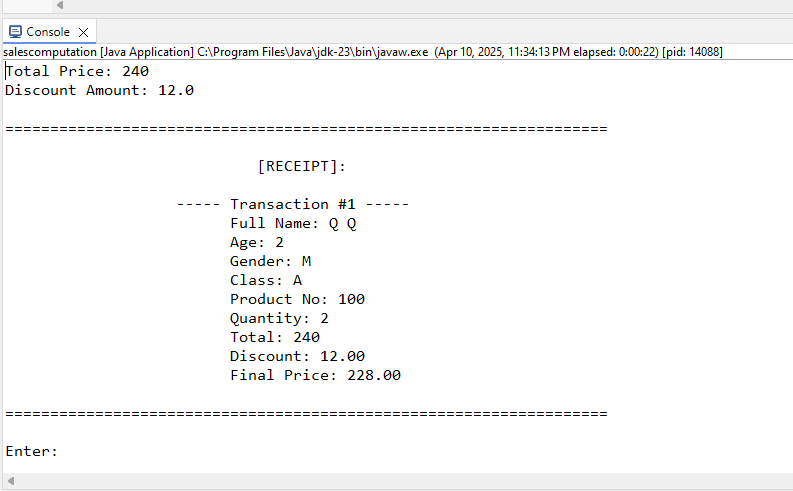 Console
salescomputation [Java Application] C:\Program Files\Java\jdk-23\bin\javaw.exe (Apr 10, 2025, 11:34:13 PM elapsed: 0:00:22) [pid: 14088]
Total Price: 240
Discount Amount: 12.0
===================================================================
[RECEIPT]:
----- Transaction #1 -----
Full Name: Q Q
Age: 2
Gender: M
Class: A
Product No: 100
Quantity: 2
Total: 240
Discount: 12.00
Final Price: 228.00
===================================================================
Enter: